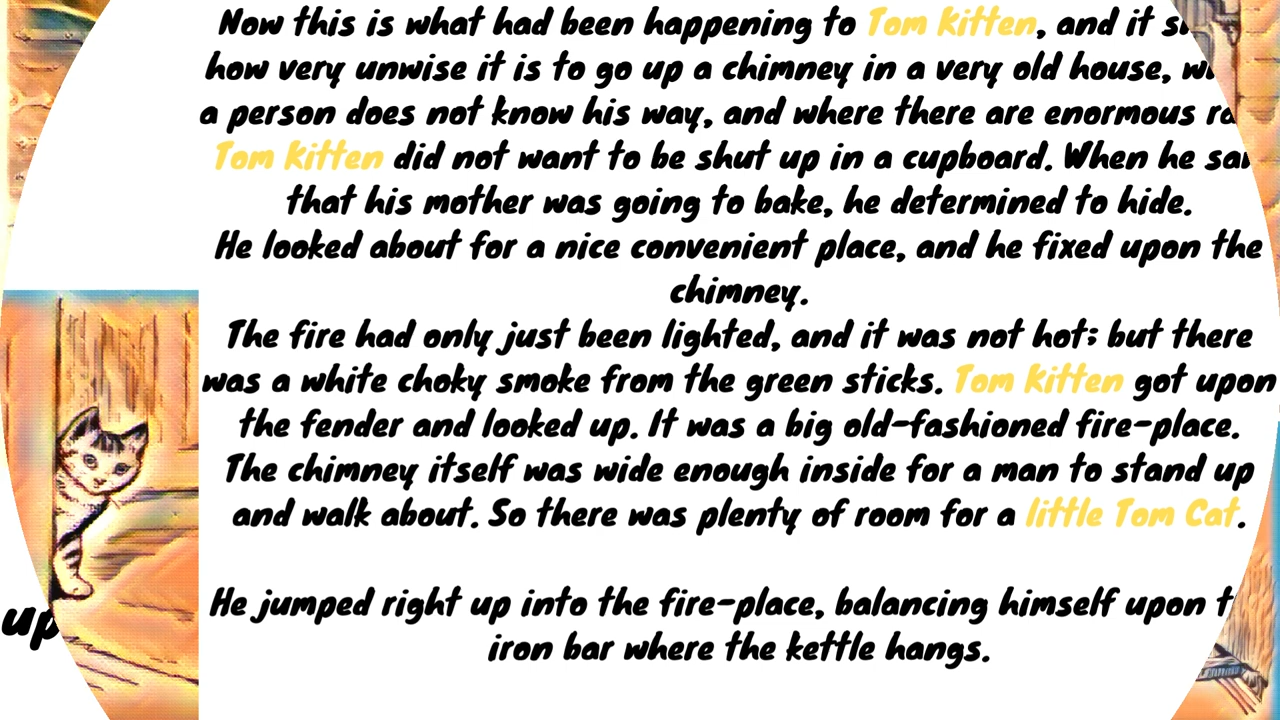 Now this is what had been happening to Tom Kitten, and it
how very unwise it is to go up a chimney in a very old house,
a person does not know his way, and where there are enormous
Tom Kitten did not want to be shut up in a cupboard. When he saw
that his mother was going to bake, he determined to hide.
He looked about for a nice convenient place, and he fixed upon the
chimney.
The fire had only just been lighted, and it was not hot; but there
was a white choky smoke from the green sticks. Tom Kitten got upon
the fender and looked up. It was a big old-fashioned fire-place.
The chimney itself was wide enough inside for a man to stand up
and walk about. So there was plenty of room for a little Tom Cat.
He jumped right up into the fire-place, balancing himself upon
iron bar where the kettle hangs.
up